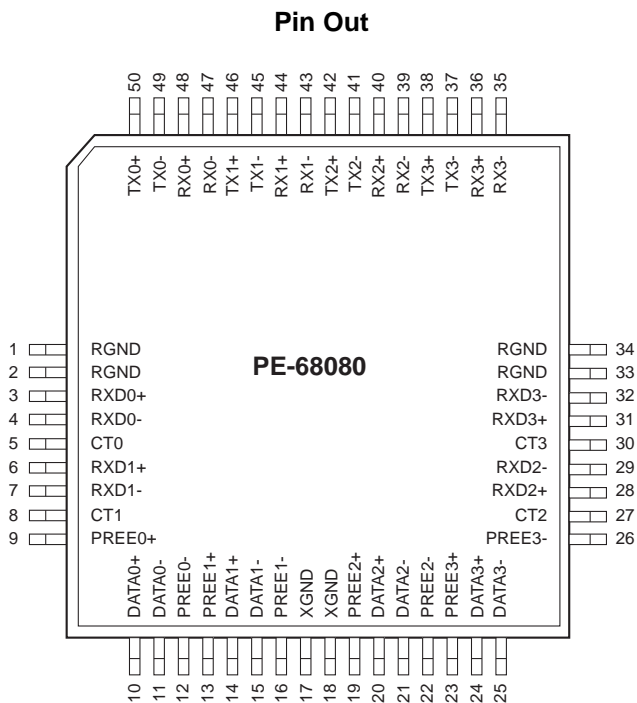 Pin Out
50 49 48 47 46 45 44 43 42 41 40 39 38 37 36 35
TX0+ TX0- RX0+ RX0- TX1+ TX1- RX1+ RX1- TX2+ TX2- RX2+ RX2- TX3+ TX3- RX3+ RX3-
PE-68080
1 RGND
2 RGND
3 RXD0+
4 RXD0-
5 CT0
6 RXD1+
7 RXD1-
8 CT1
9 PREE0+
RGND 34
RGND 33
RXD3- 32
RXD3+ 31
CT3 30
RXD2- 29
RXD2+ 28
CT2 27
PREE3- 26
DATA0+ DATA0- PREE0- PREE1+ DATA1+ DATA1- PREE1- XGND XGND PREE2+ DATA2+ DATA2- PREE2- PREE3+ DATA3+ DATA3-
10 11 12 13 14 15 16 17 18 19 20 21 22 23 24 25